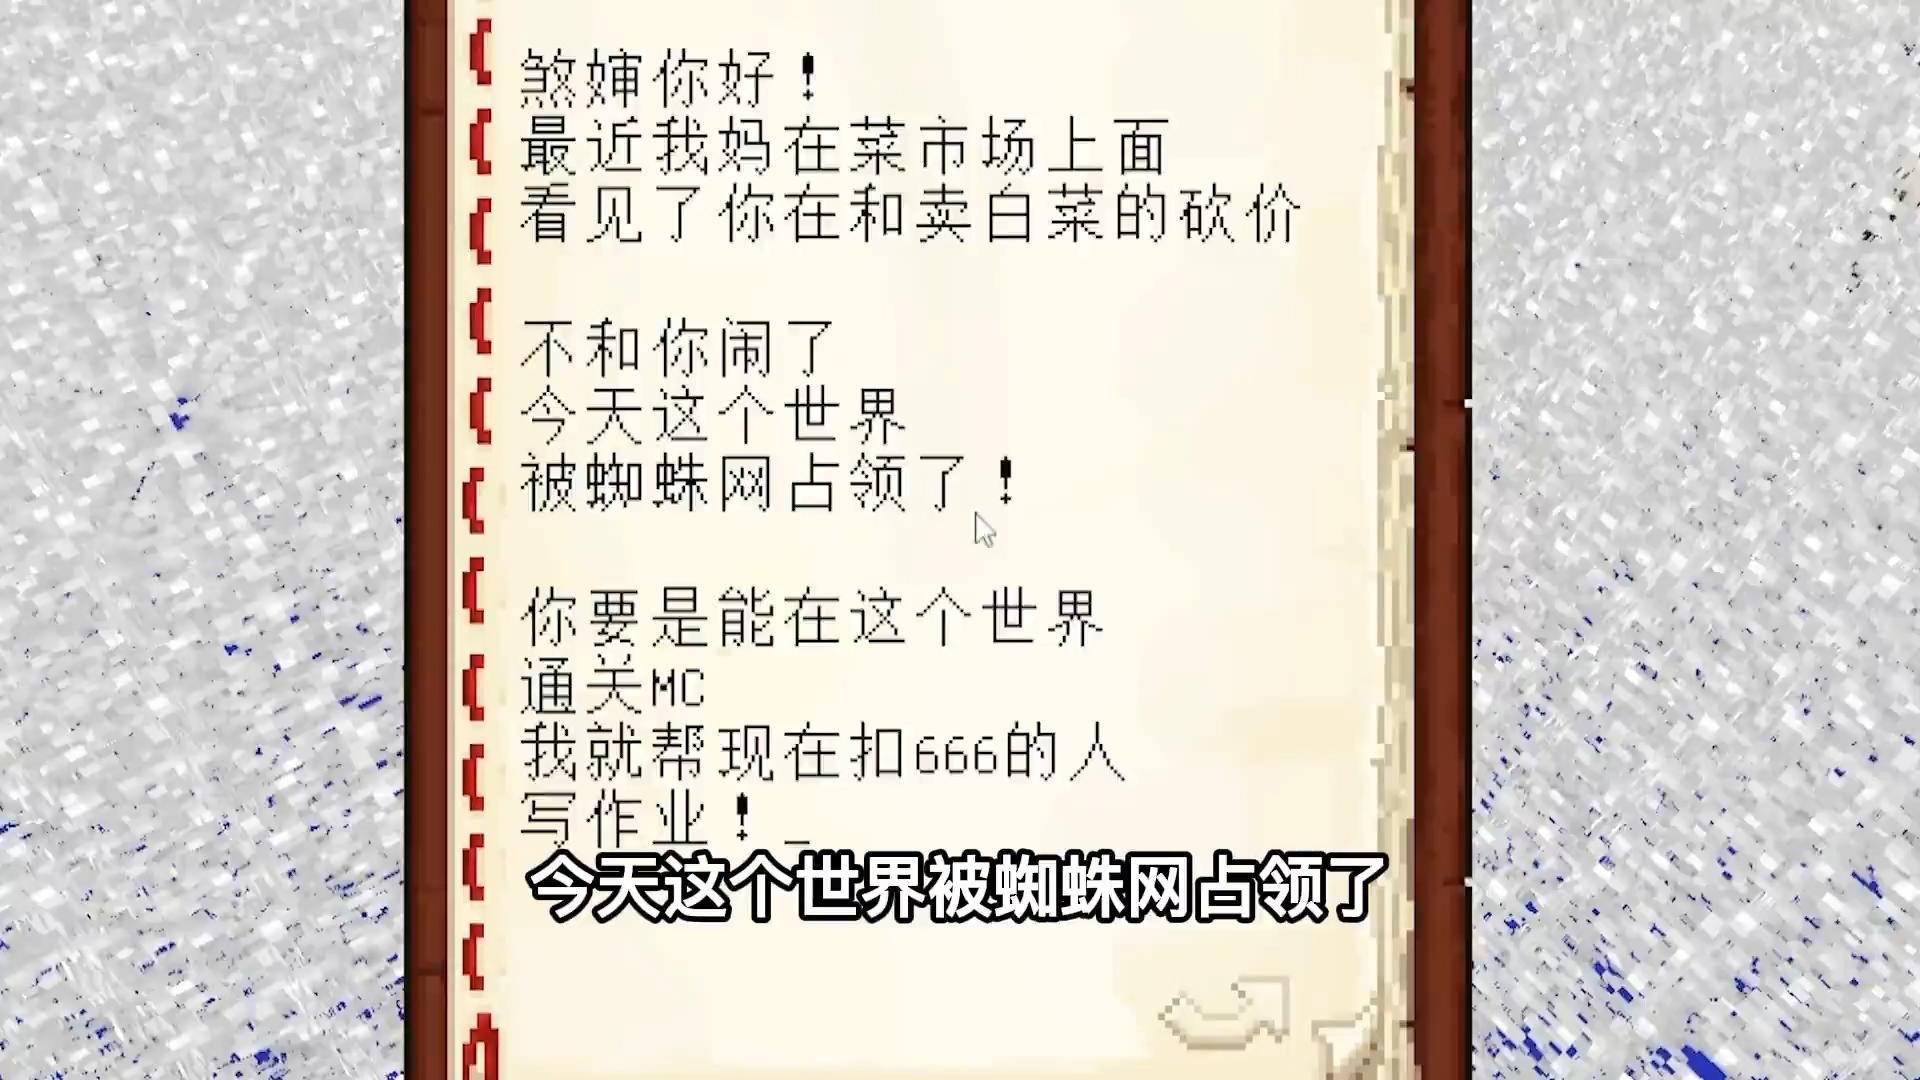 煞婶你好！
最近我妈在菜市场上面
看见了你在和卖白菜的砍价
不和你闹了
今天这个世界
被蜘蛛网占领了！
你要是能在这个世界
通关MC
我就帮现在扣666的人
写作业！_
今天这个世界被蜘蛛网占领了